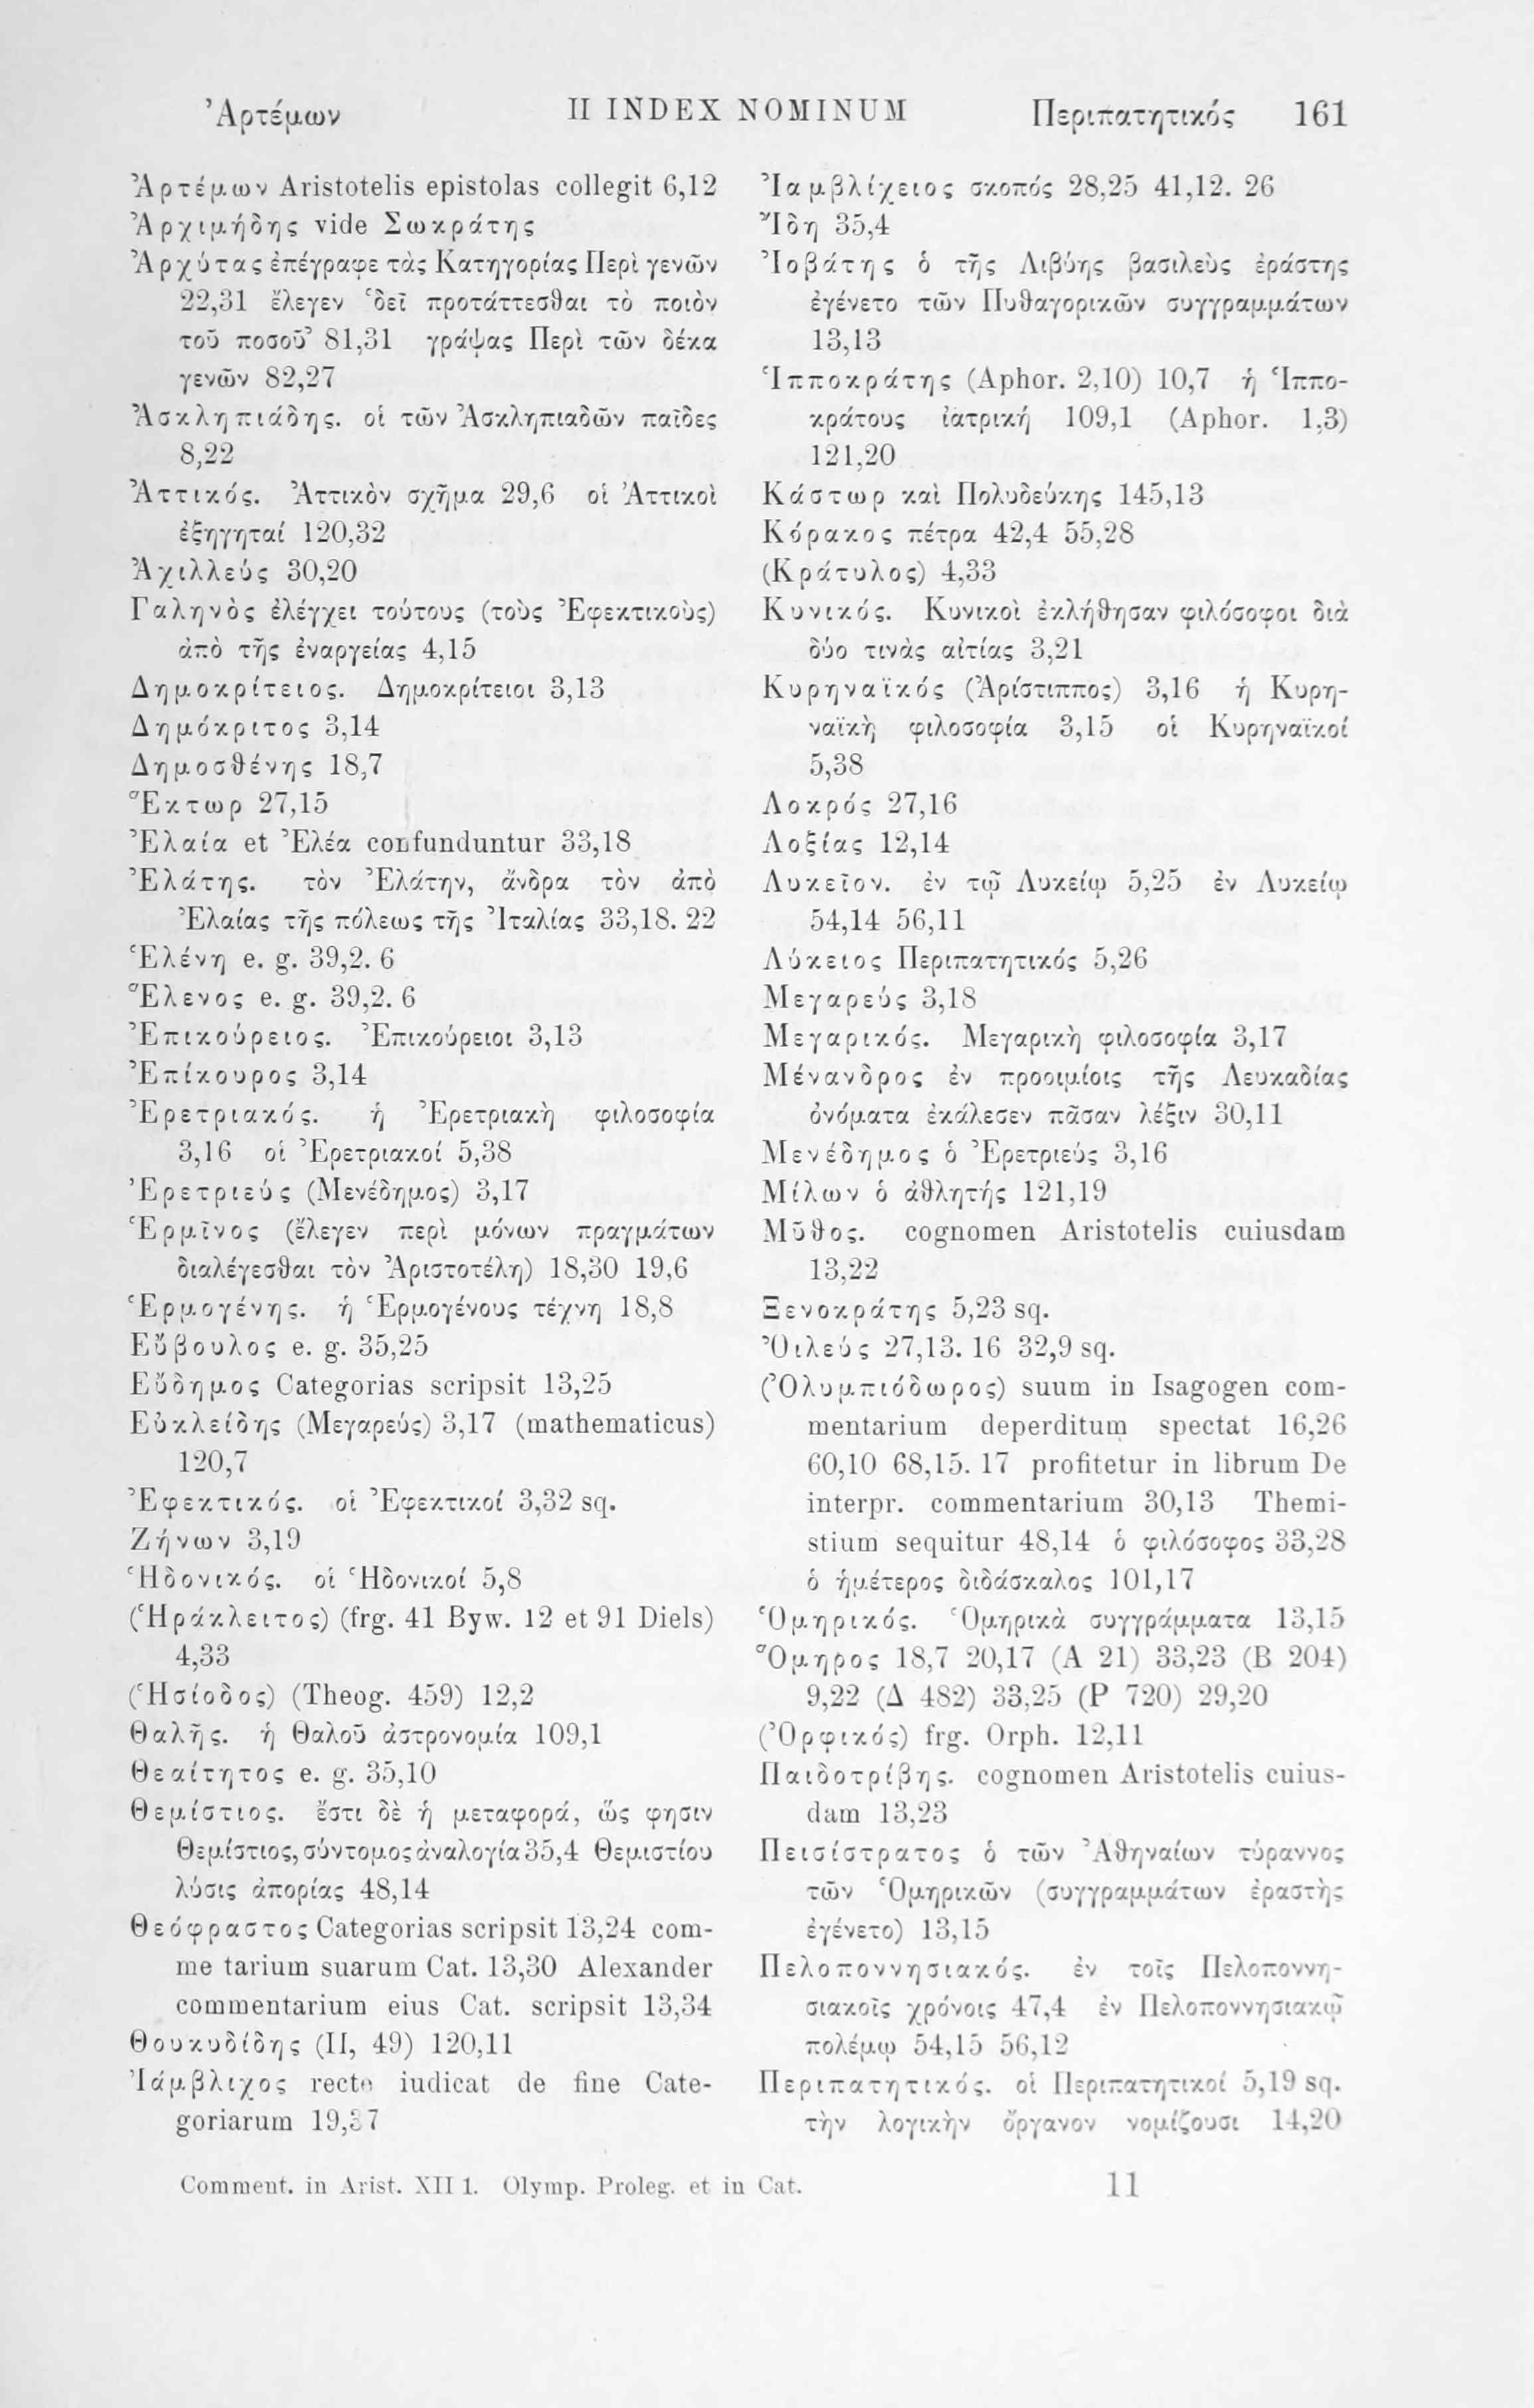 Ἀρτέμων II INDEX NOMINUM Περιπατητικός 161
Ἀρτέμων Aristotelis epistolas collegit 6,12
Ἀρχιμήδης vide Σωκράτης
Ἀρχύτας ἐπέγραφε τὰς Κατηγορίας Περὶ γενῶν
22,31 ἔλεγεν ‘δεῖ προτάττεσθαι τὸ ποιὸν
τοῦ ποσοῦ’ 81,31 γράψας Περὶ τῶν δέκα
γενῶν 82,27
Ἀσκληπιάδης. οἱ τῶν Ἀσκληπιαδῶν παῖδες
8,22
Ἀττικός. Ἀττικὸν σχῆμα 29,6 οἱ Ἀττικοὶ
ἐξηγηταί 120,32
Ἀχιλλεύς 30,20
Γαληνὸς ἐλέγχει τούτους (τοὺς Ἐφεκτικοὺς)
ἀπὸ τῆς ἐναργείας 4,15
Δημοκρίτειος. Δημοκρίτειοι 3,13
Δημόκριτος 3,14
Δημοσθένης 18,7
Ἕκτωρ 27,15
Ἐλαία et Ἐλέα confunduntur 33,18
Ἐλάτης. τὸν Ἐλάτην, ἄνδρα τὸν ἀπὸ
Ἐλαίας τῆς πόλεως τῆς Ἰταλίας 33,18. 22
Ἑλένη e. g. 39,2. 6
Ἕλενος e. g. 39,2. 6
Ἐπικούρειος. Ἐπικούρειοι 3,13
Ἐπίκουρος 3,14
Ἐρετριακός. ἡ Ἐρετριακὴ φιλοσοφία
3,16 οἱ Ἐρετριακοί 5,38
Ἐρετριεύς (Μενέδημος) 3,17
Ἑρμῖνος (ἔλεγεν περὶ μόνων πραγμάτων
διαλέγεσθαι τὸν Ἀριστοτέλη) 18,30 19,6
Ἑρμογένης. ἡ Ἑρμογένους τέχνη 18,8
Εὔβουλος e. g. 35,25
Εὔδημος Categorias scripsit 13,25
Εὐκλείδης (Μεγαρεύς) 3,17 (mathematicus)
120,7
Ἐφεκτικός. οἱ Ἐφεκτικοί 3,32 sq.
Ζήνων 3,19
Ἡδονικός. οἱ Ἡδονικοί 5,8
(Ἡράκλειτος) (frg. 41 Byw. 12 et 91 Diels)
4,33
(Ἡσίοδος) (Theog. 459) 12,2
Θαλῆς. ἡ Θαλοῦ ἀστρονομία 109,1
Θεαίτητος e. g. 35,10
Θεμίστιος. ἔστι δὲ ἡ μεταφορά, ὥς φησιν
Θεμίστιος, σύντομος ἀναλογία 35,4 Θεμιστίου
λύσις ἀπορίας 48,14
Θεόφραστος Categorias scripsit 13,24 com-
me tarium suarum Cat. 13,30 Alexander
commentarium eius Cat. scripsit 13,34
Θουκυδίδης (II, 49) 120,11
Ἰάμβλιχος recte iudicat de fine Cate-
goriarum 19,37
Ἰαμβλίχειος σκοπός 28,25 41,12. 26
Ἴδη 35,4
Ἰοβάτης ὁ τῆς Λιβύης βασιλεὺς ἐράστης
ἐγένετο τῶν Πυθαγορικῶν συγγραμμάτων
13,13
Ἱπποκράτης (Aphor. 2,10) 10,7 ἡ Ἱππο-
κράτους ἰατρική 109,1 (Aphor. 1,3)
121,20
Κάστωρ καὶ Πολυδεύκης 145,13
Κόρακος πέτρα 42,4 55,28
(Κράτυλος) 4,33
Κυνικός. Κυνικοὶ ἐκλήθησαν φιλόσοφοι διὰ
δύο τινὰς αἰτίας 3,21
Κυρηναϊκός (Ἀρίστιππος) 3,16 ἡ Κυρη-
ναϊκὴ φιλοσοφία 3,15 οἱ Κυρηναϊκοί
5,38
Λοκρός 27,16
Λοξίας 12,14
Λυκεῖον. ἐν τῷ Λυκείῳ 5,25 ἐν Λυκείῳ
54,14 56,11
Λύκειος Περιπατητικός 5,26
Μεγαρεύς 3,18
Μεγαρικός. Μεγαρικὴ φιλοσοφία 3,17
Μένανδρος ἐν προοιμίοις τῆς Λευκαδίας
ὀνόματα ἐκάλεσεν πᾶσαν λέξιν 30,11
Μενέδημος ὁ Ἐρετριεύς 3,16
Μίλων ὁ ἀθλητής 121,19
Μῦθος. cognomen Aristotelis cuiusdam
13,22
Ξενοκράτης 5,23 sq.
Ὀιλεύς 27,13. 16 32,9 sq.
(Ὀλυμπιόδωρος) suum in Isagogen com-
mentarium deperditum spectat 16,26
60,10 68,15. 17 profitetur in librum De
interpr. commentarium 30,13 Themi-
stium sequitur 48,14 ὁ φιλόσοφος 33,28
ὁ ἡμέτερος διδάσκαλος 101,17
Ὁμηρικός. Ὁμηρικὰ συγγράμματα 13,15
Ὅμηρος 18,7 20,17 (Α 21) 33,23 (Β 204)
9,22 (Δ 482) 33,25 (Ρ 720) 29,20
(Ὀρφικός) frg. Orph. 12,11
Παιδοτρίβης. cognomen Aristotelis cuius-
dam 13,23
Πεισίστρατος ὁ τῶν Ἀθηναίων τύραννος
τῶν Ὁμηρικῶν (συγγραμμάτων ἐραστὴς
ἐγένετο) 13,15
Πελοποννησιακός. ἐν τοῖς Πελοποννη-
σιακοῖς χρόνοις 47,4 ἐν Πελοποννησιακῷ
πολέμῳ 54,15 56,12
Περιπατητικός. οἱ Περιπατητικοί 5,19 sq.
τὴν λογικὴν ὄργανον νομίζουσι 14,20
Comment. in Arist. XII 1. Olymp. Proleg. et in Cat. 11